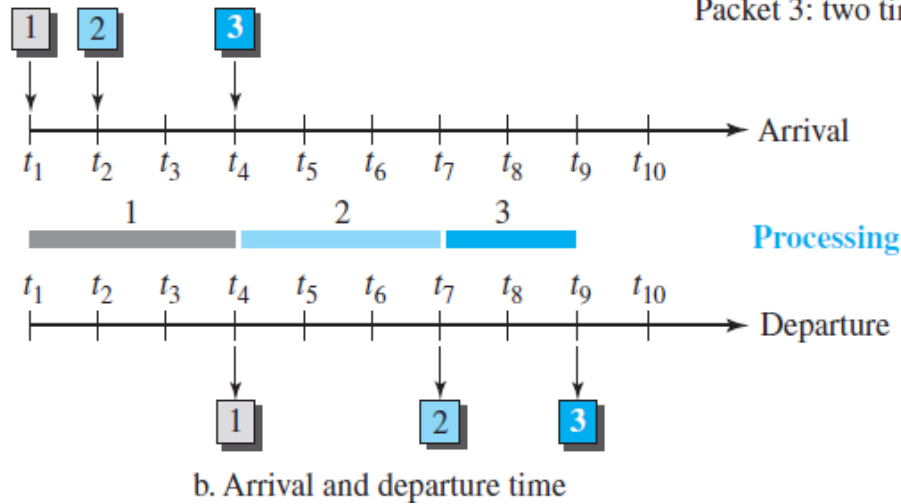 Packet 3: two
1 2 3
Arrival
t1 t2 t3 t4 t5 t6 t7 t8 t9 t10
1 2 3
Processing
t1 t2 t3 t4 t5 t6 t7 t8 t9 t10
Departure
1 2 3
b. Arrival and departure time